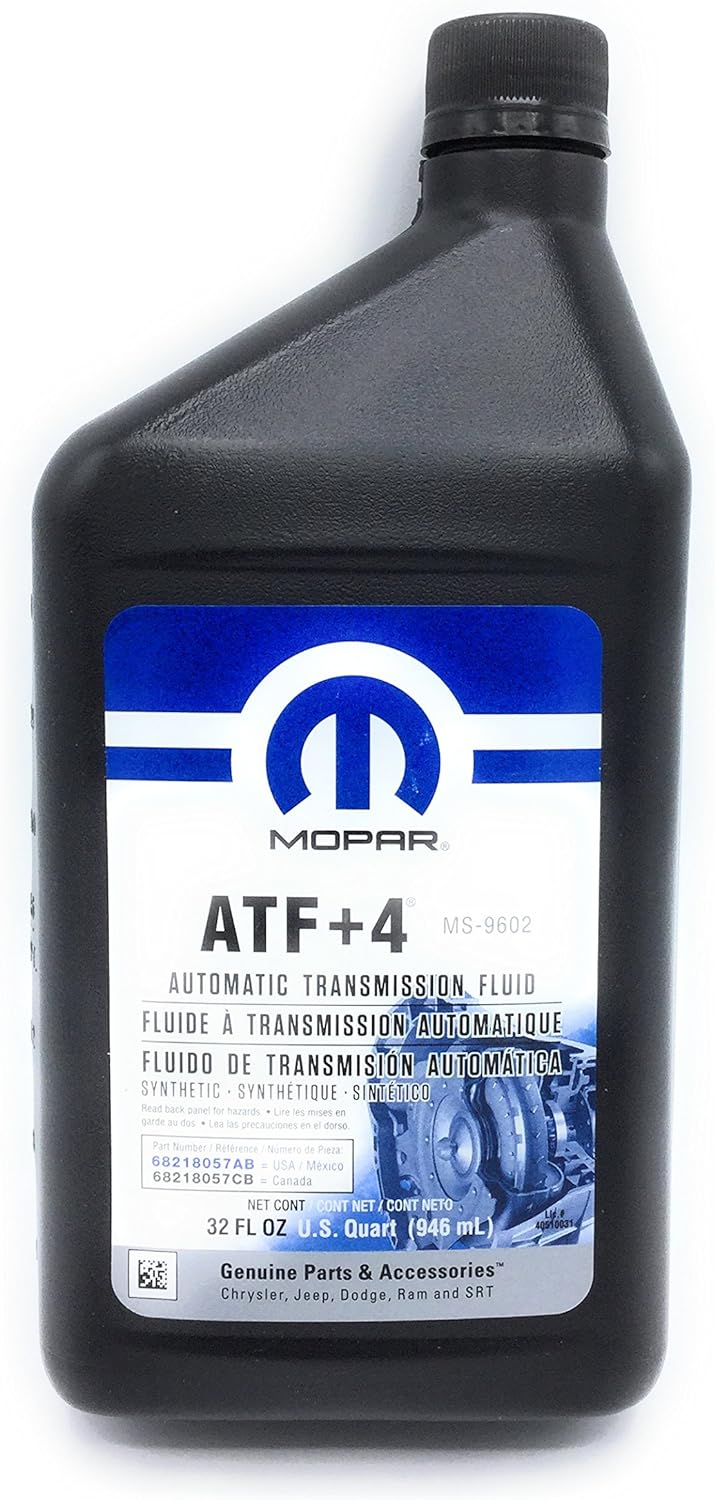 MOPAR®
ATF+4® MS-9602
AUTOMATIC TRANSMISSION FLUID
FLUIDE À TRANSMISSION AUTOMATIQUE
FLUIDO DE TRANSMISIÓN AUTOMÁTICA
SYNTHETIC · SYNTHÉTIQUE · SINTÉTICO
Read back panel for hazards. • Lire les mises en
garde au dos. • Lea las precauciones en el dorso.
Part Number / Référence / Número de Pieza:
68218057AB = USA / México
68218057CB = Canada
NET CONT / CONT NET / CONT NETO
32 FL OZ U.S. Quart (946 mL)
Lic.#
40510031
Genuine Parts & Accessories™
Chrysler, Jeep, Dodge, Ram and SRT